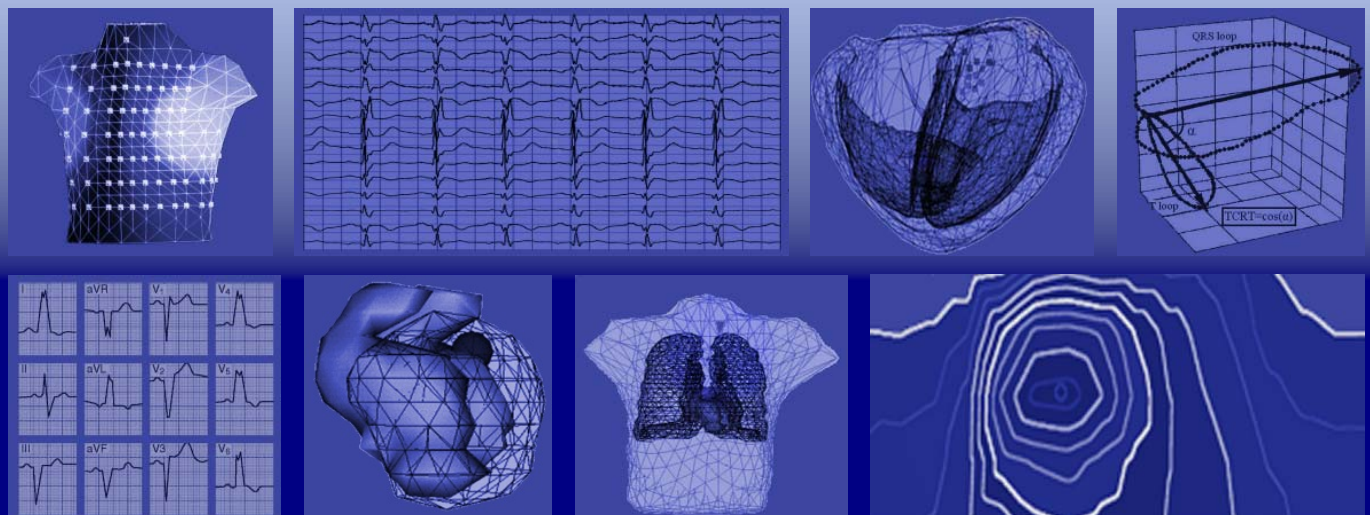 QRS loop
α
T loop
TCRT=cos(α)
I aVR V1 V4
II aVL V2 V5
III aVF V3 V6